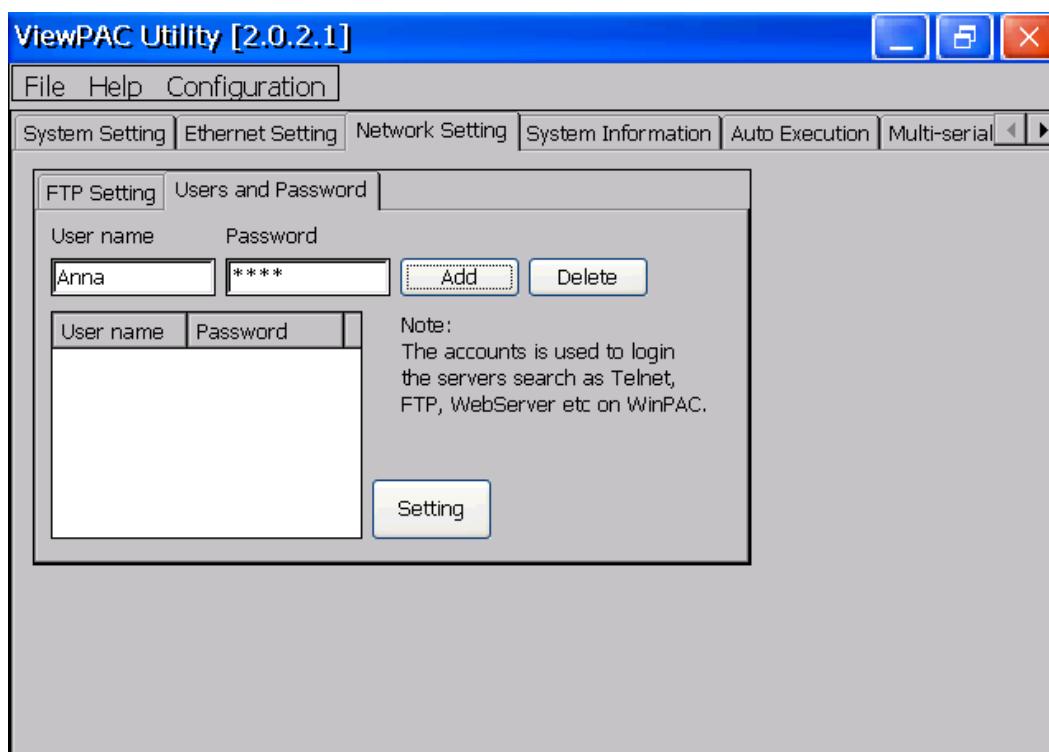 ViewPAC Utility [2.0.2.1]
File Help Configuration
System Setting Ethernet Setting Network Setting System Information Auto Execution Multi-serial
FTP Setting Users and Password
User name Password
Anna **** Add Delete
User name Password
Note:
The accounts is used to login
the servers search as Telnet,
FTP, WebServer etc on WinPAC.
Setting